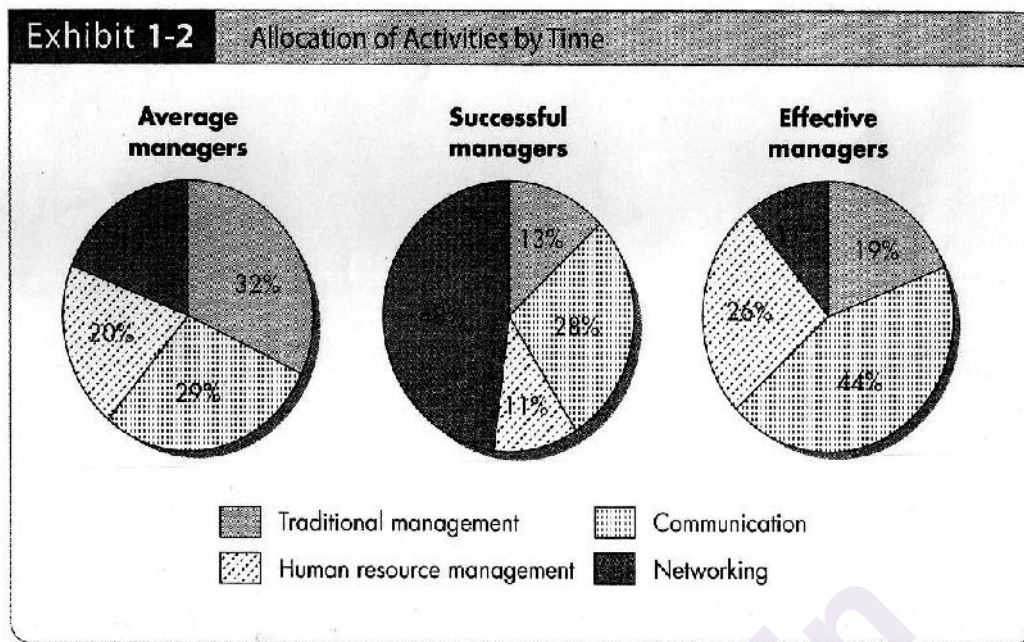 Exhibit 1-2 Allocation of Activities by Time
Average managers
Successful managers
Effective managers
32%
20%
29%
13%
28%
11%
19%
26%
44%
Traditional management
Communication
Human resource management
Networking